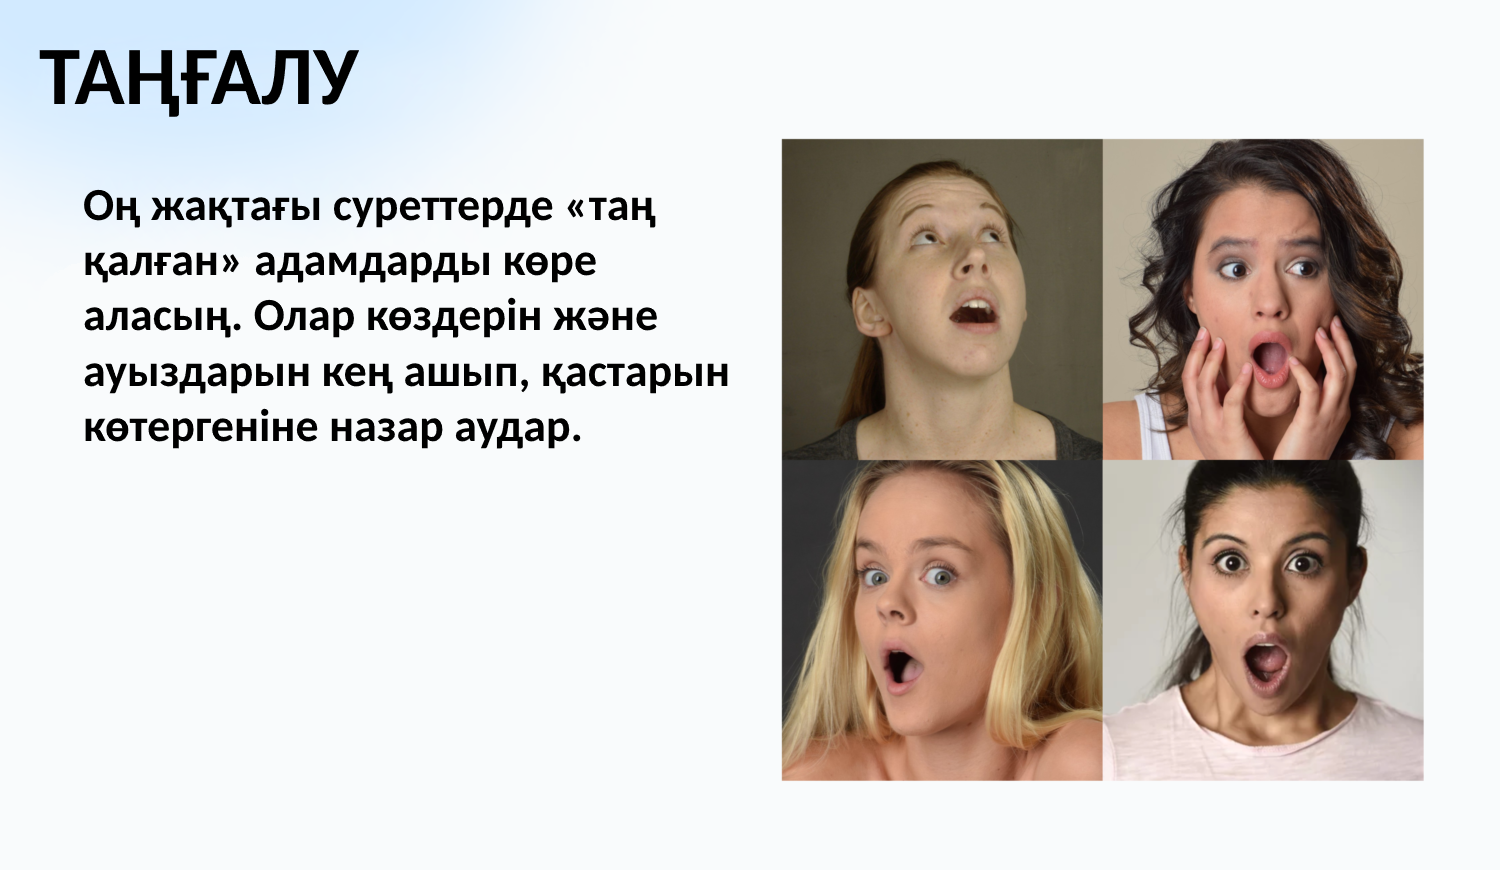 ТАҢҒАЛУ
Оң жақтағы суреттерде «таң
қалған» адамдарды көре
аласың. Олар көздерін және
ауыздарын кең ашып, қастарын
көтергеніне назар аудар.